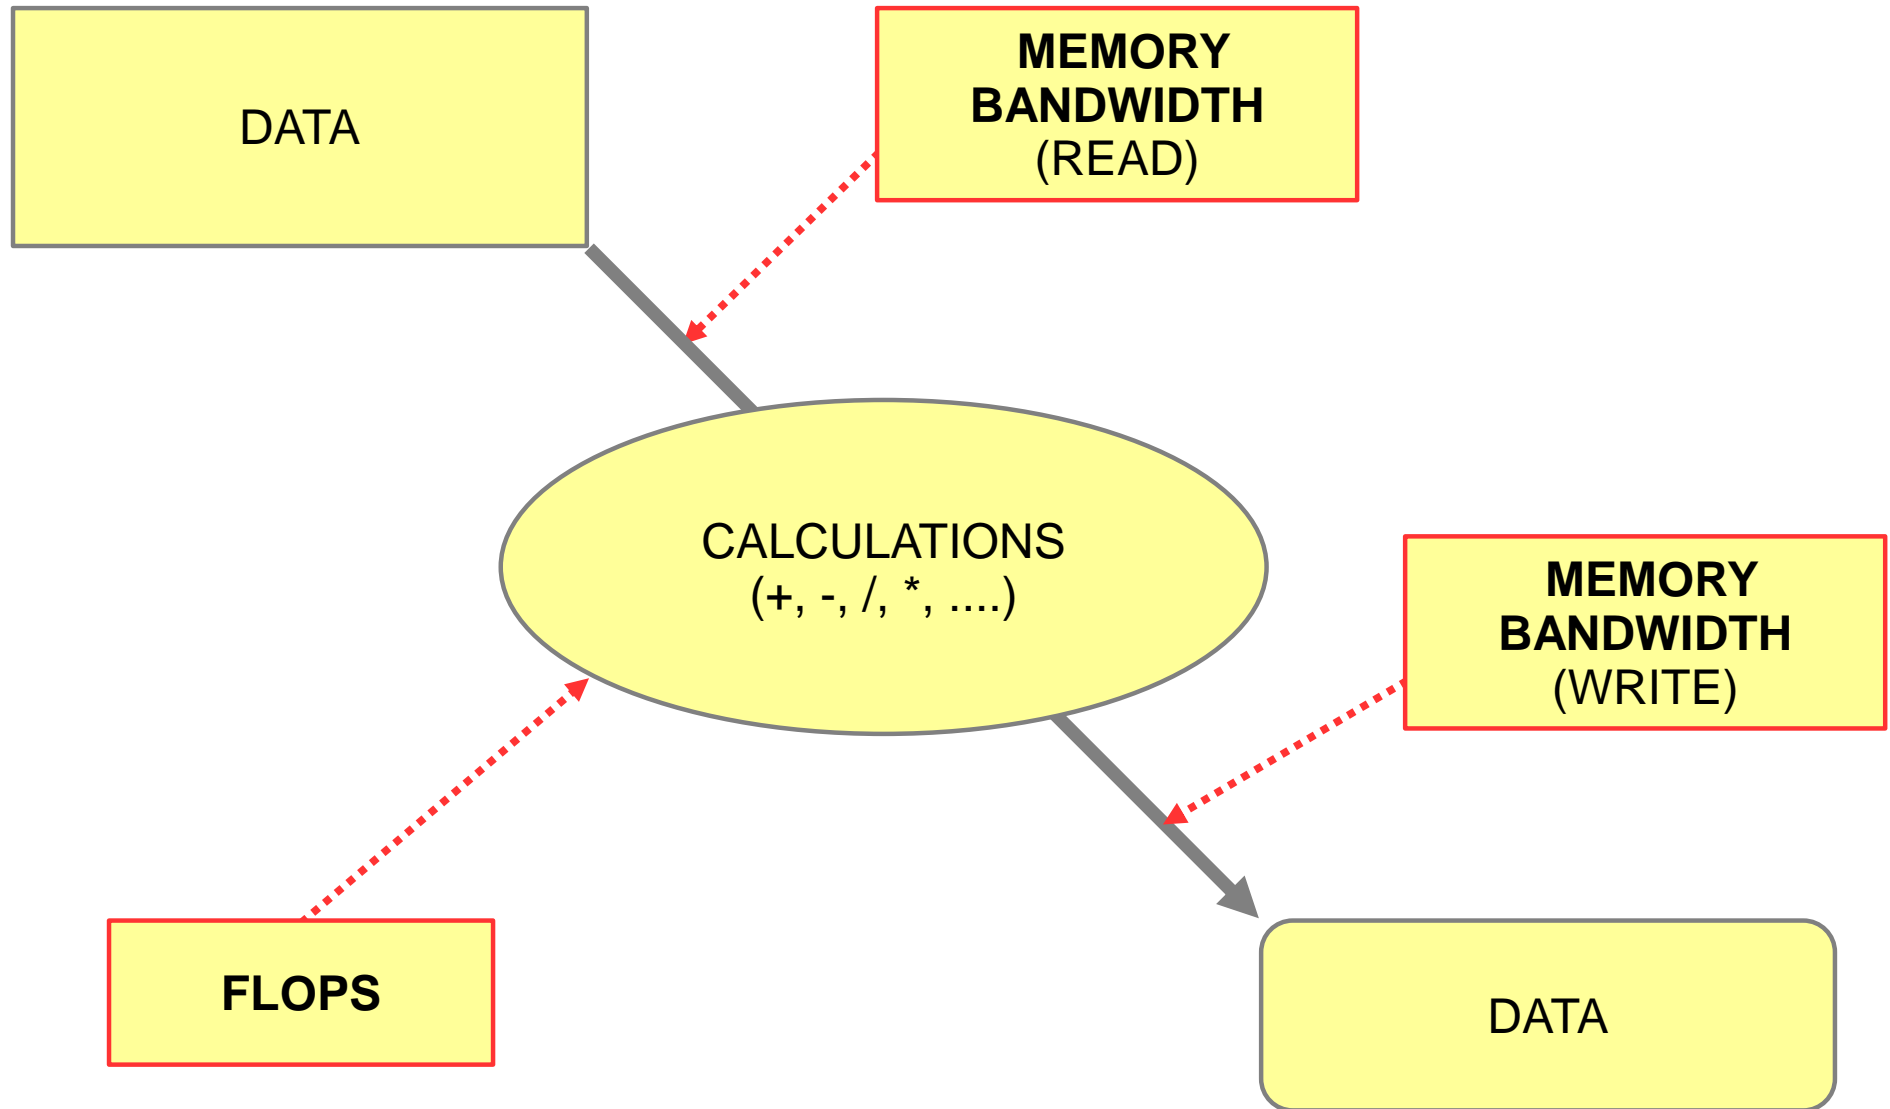 DATA
MEMORY
BANDWIDTH
(READ)
CALCULATIONS
(+, -, /, *, ....)
MEMORY
BANDWIDTH
(WRITE)
FLOPS
DATA